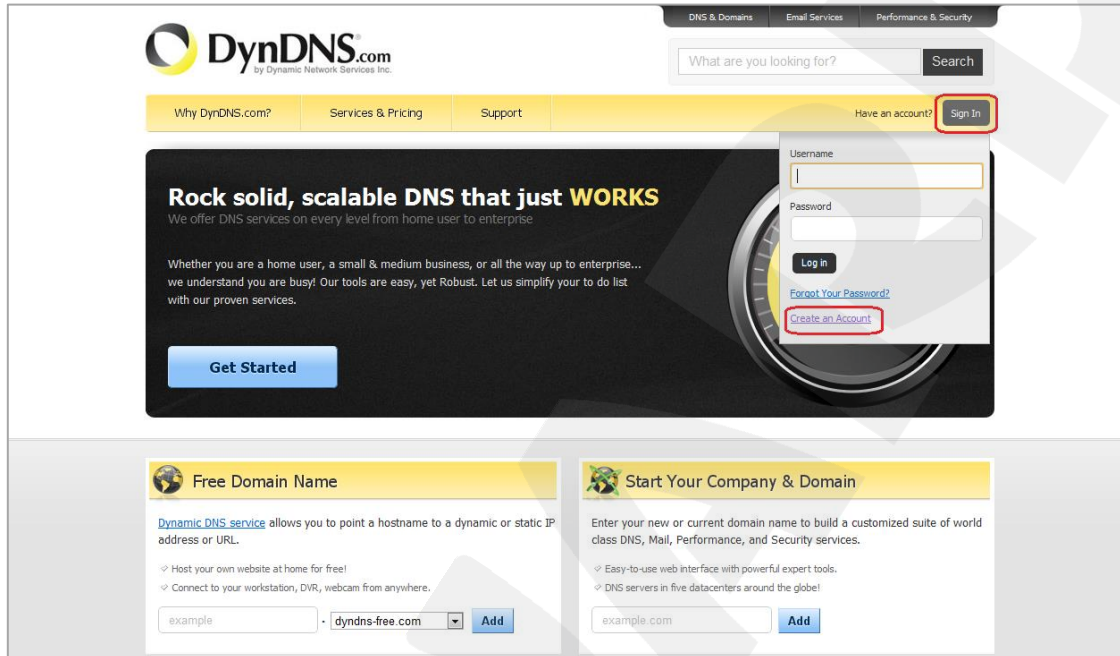 DNS & Domains
Email Services
Performance & Security
DynDNS.com
by Dynamic Network Services Inc.
What are you looking for?
Search
Why DynDNS.com?
Services & Pricing
Support
Have an account?
Sign In
Username
Password
Log in
Forgot Your Password?
Create an Account
Rock solid, scalable DNS that just WORKS
We offer DNS services on every level from home user to enterprise
Whether you are a home user, a small & medium business, or all the way up to enterprise...
we understand you are busy! Our tools are easy, yet Robust. Let us simplify your to do list
with our proven services.
Get Started
Free Domain Name
Dynamic DNS service allows you to point a hostname to a dynamic or static IP
address or URL.
Host your own website at home for free!
Connect to your workstation, DVR, webcam from anywhere.
example
. dyndns-free.com
Add
Start Your Company & Domain
Enter your new or current domain name to build a customized suite of world
class DNS, Mail, Performance, and Security services.
Easy-to-use web interface with powerful expert tools.
DNS servers in five datacenters around the globe!
example.com
Add